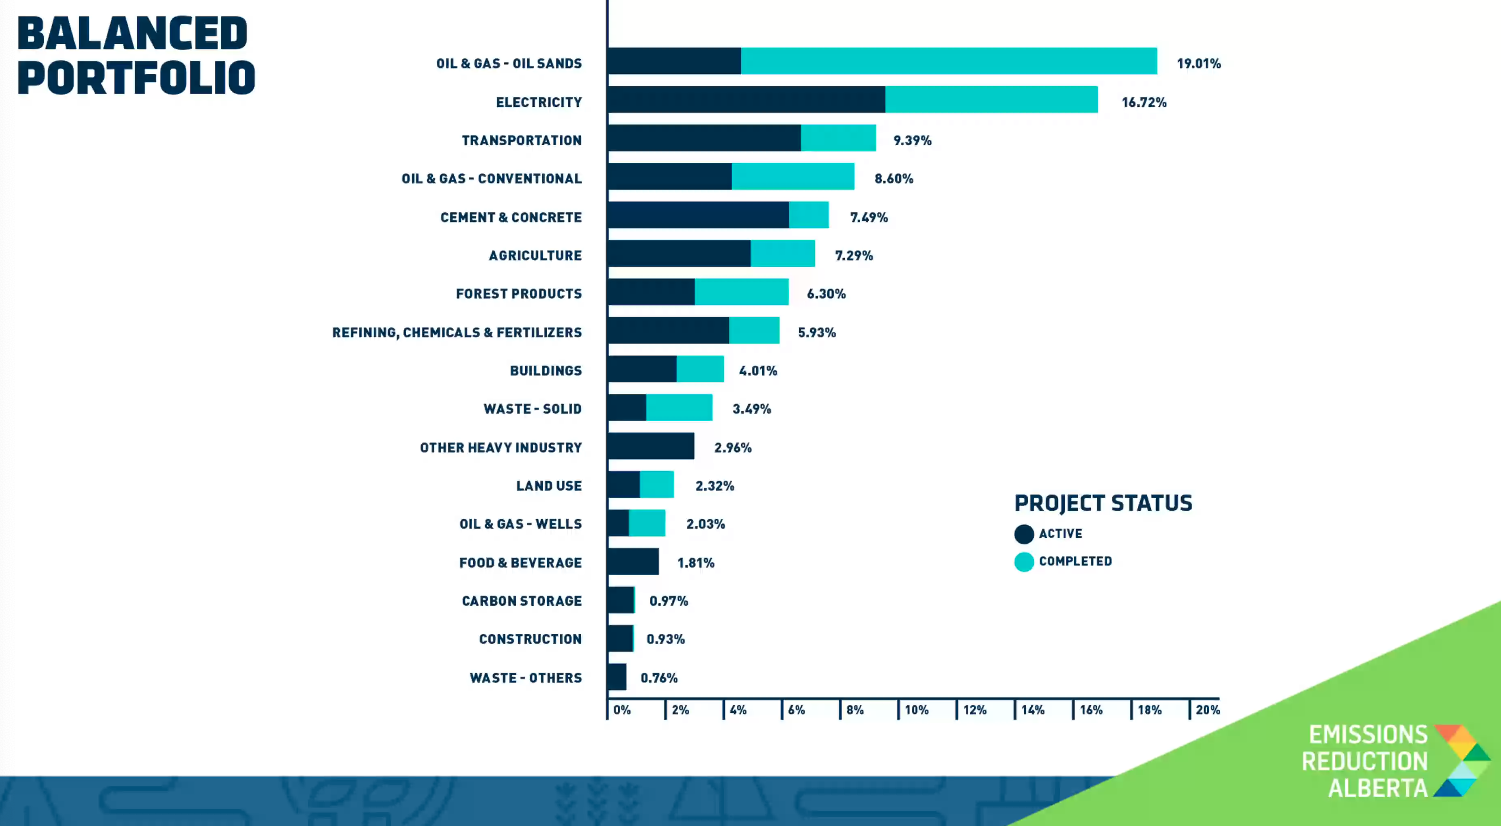 BALANCED
PORTFOLIO
OIL & GAS - OIL SANDS 19.01%
ELECTRICITY 16.72%
TRANSPORTATION 9.39%
OIL & GAS - CONVENTIONAL 8.60%
CEMENT & CONCRETE 7.49%
AGRICULTURE 7.29%
FOREST PRODUCTS 6.30%
REFINING, CHEMICALS & FERTILIZERS 5.93%
BUILDINGS 4.01%
WASTE - SOLID 3.49%
OTHER HEAVY INDUSTRY 2.96%
LAND USE 2.32%
OIL & GAS - WELLS 2.03%
FOOD & BEVERAGE 1.81%
CARBON STORAGE 0.97%
CONSTRUCTION 0.93%
WASTE - OTHERS 0.76%
0% 2% 4% 6% 8% 10% 12% 14% 16% 18% 20%
PROJECT STATUS
ACTIVE
COMPLETED
EMISSIONS
REDUCTION
ALBERTA